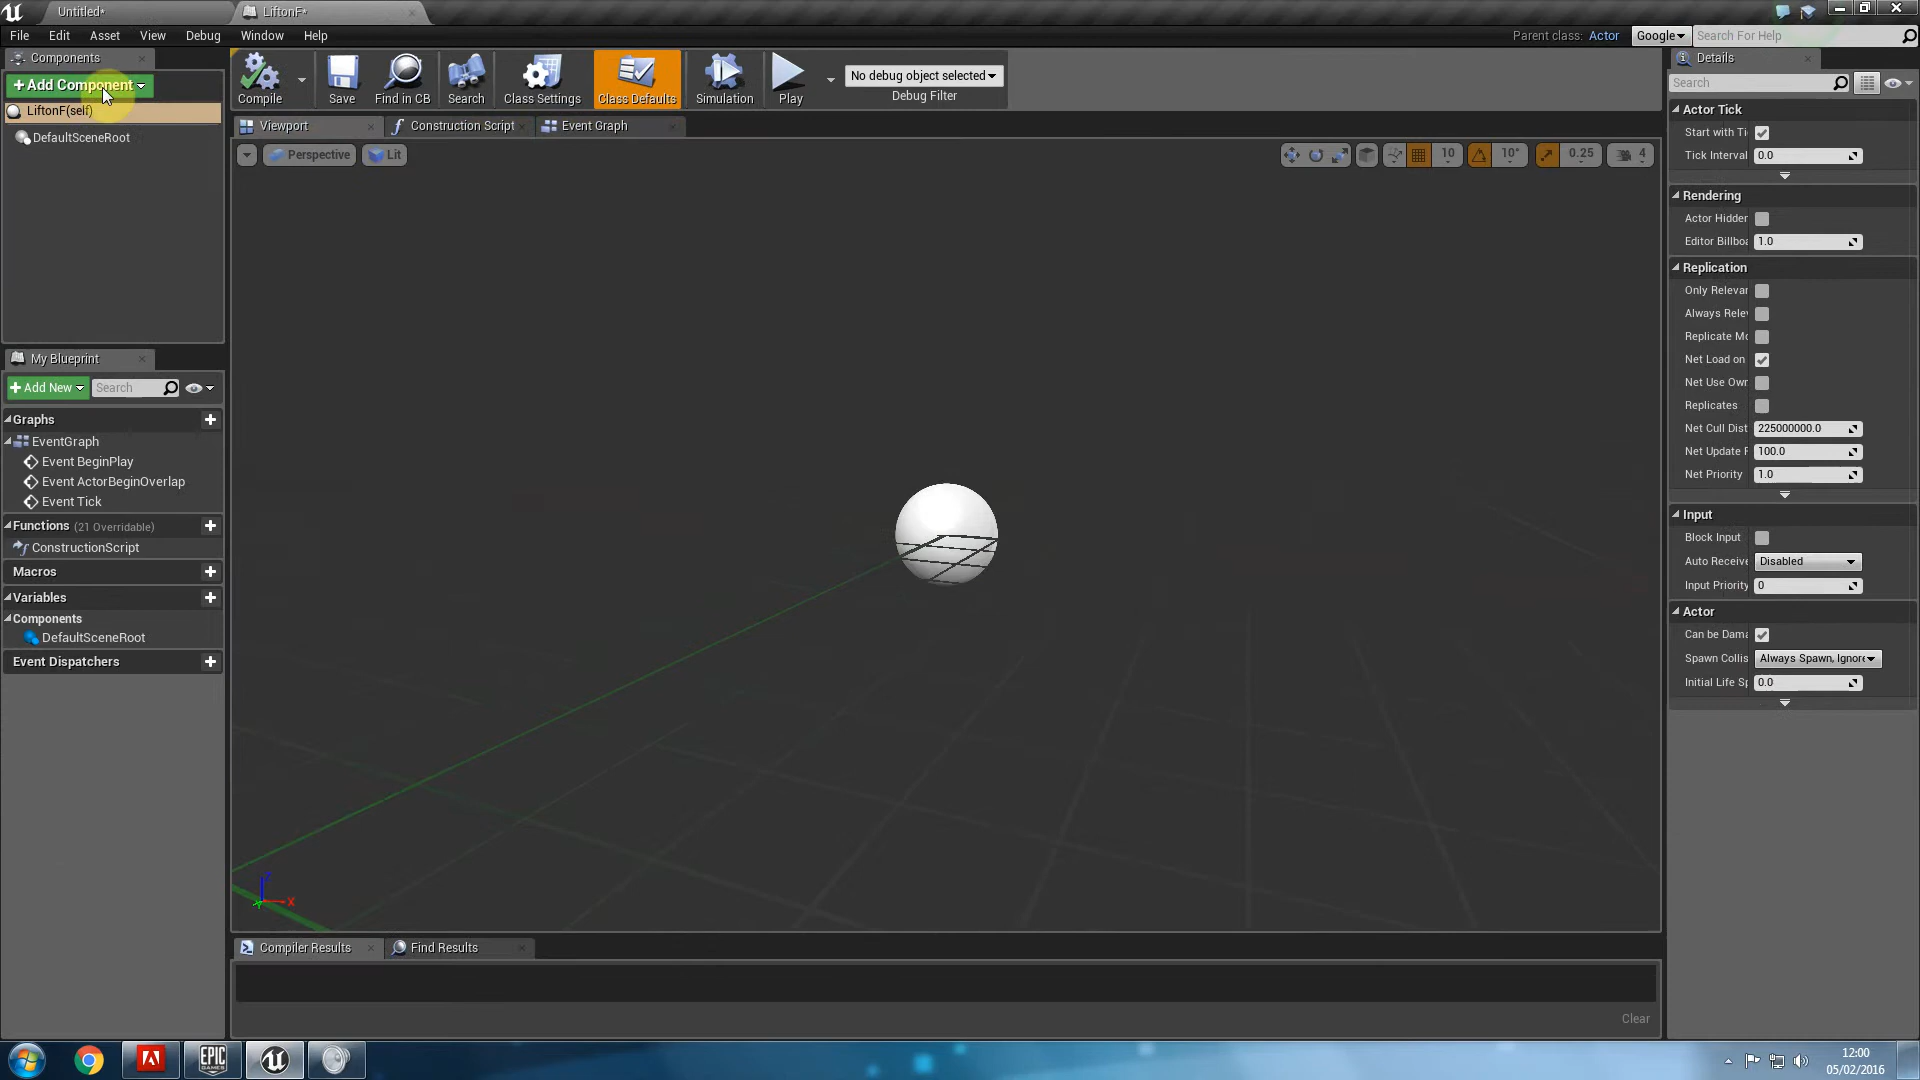 Untitled*
LiftonF*
File Edit Asset View Debug Window Help
Parent class: Actor Google Search For Help
Components
+Add Component
LiftonF(self)
DefaultSceneRoot
Compile Save Find in CB Search Class Settings Class Defaults Simulation Play
No debug object selected
Debug Filter
Viewport Construction Script Event Graph
Perspective Lit
10 10° 0.25 4
X
My Blueprint
+Add New Search
Graphs
EventGraph
Event BeginPlay
Event ActorBeginOverlap
Event Tick
Functions (21 Overridable)
ConstructionScript
Macros
Variables
Components
DefaultSceneRoot
Event Dispatchers
Compiler Results Find Results
Clear
Details
Search
Actor Tick
Start with Ti
Tick Interval 0.0
Rendering
Actor Hidden
Editor Billboa 1.0
Replication
Only Relevan
Always Relev
Replicate Mo
Net Load on
Net Use Own
Replicates
Net Cull Dist 225000000.0
Net Update F 100.0
Net Priority 1.0
Input
Block Input
Auto Receive Disabled
Input Priority 0
Actor
Can be Dama
Spawn Collis Always Spawn, Ignore
Initial Life Sp 0.0
EPIC GAMES
12:00
05/02/2016